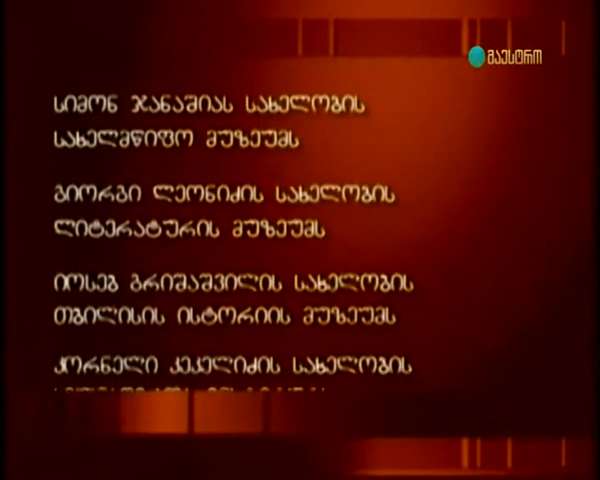 მაესტრო
სიმონ ჯანაშიას სახელობის
სახელმწიფო მუზეუმს
გიორგი ლეონიძის სახელობის
ლიტერატურის მუზეუმს
იოსებ გრიშაშვილის სახელობის
თბილისის ისტორიის მუზეუმს
კორნელი კეკელიძის სახელობის